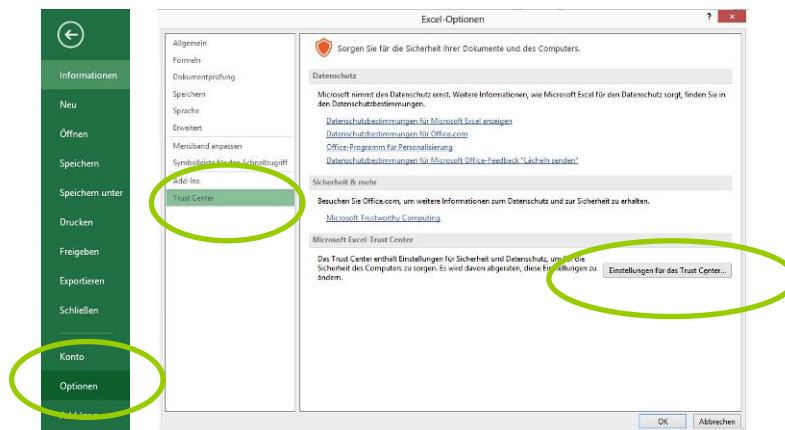 Informationen
Neu
Öffnen
Speichern
Speichern unter
Drucken
Freigeben
Exportieren
Schließen
Konto
Optionen
Excel-Optionen
?
Allgemein
Formeln
Dokumentprüfung
Speichern
Sprache
Erweitert
Menüband anpassen
Symbolleiste für den Schnellzugriff
Add-Ins
Trust Center
Sorgen Sie für die Sicherheit Ihrer Dokumente und des Computers.
Datenschutz
Microsoft nimmt den Datenschutz ernst. Weitere Informationen, wie Microsoft Excel für den Datenschutz sorgt, finden Sie in
den Datenschutzbestimmungen.
Datenschutzbestimmungen für Microsoft Excel anzeigen
Datenschutzbestimmungen für Office.com
Office-Programm für Personalisierung
Datenschutzbestimmungen für Microsoft Office-Feedback "Lächeln senden"
Sicherheit & mehr
Besuchen Sie Office.com, um weitere Informationen zum Datenschutz und zur Sicherheit zu erhalten.
Microsoft Trustworthy Computing
Microsoft Excel-Trust Center
Das Trust Center enthält Einstellungen für Sicherheit und Datenschutz, um für die
Sicherheit des Computers zu sorgen. Es wird davon abgeraten, diese Einstellungen zu
ändern.
Einstellungen für das Trust Center...
OK
Abbrechen